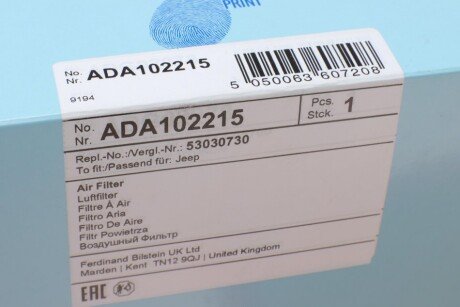 PRINT
No. Nr. ADA102215
9194
5 050063 607208
No. Nr. ADA102215
Pcs. Stck. 1
Repl.-No.:/Vergl.-Nr.: 53030730
To fit:/Passend für: Jeep
Air Filter
Luftfilter
Filtre À Air
Filtro Aria
Filtro De Aire
Filtr Powietrza
Воздушный Фильтр
Ferdinand Bilstein UK Ltd
Marden | Kent TN12 9QJ | United Kingdom
EAC